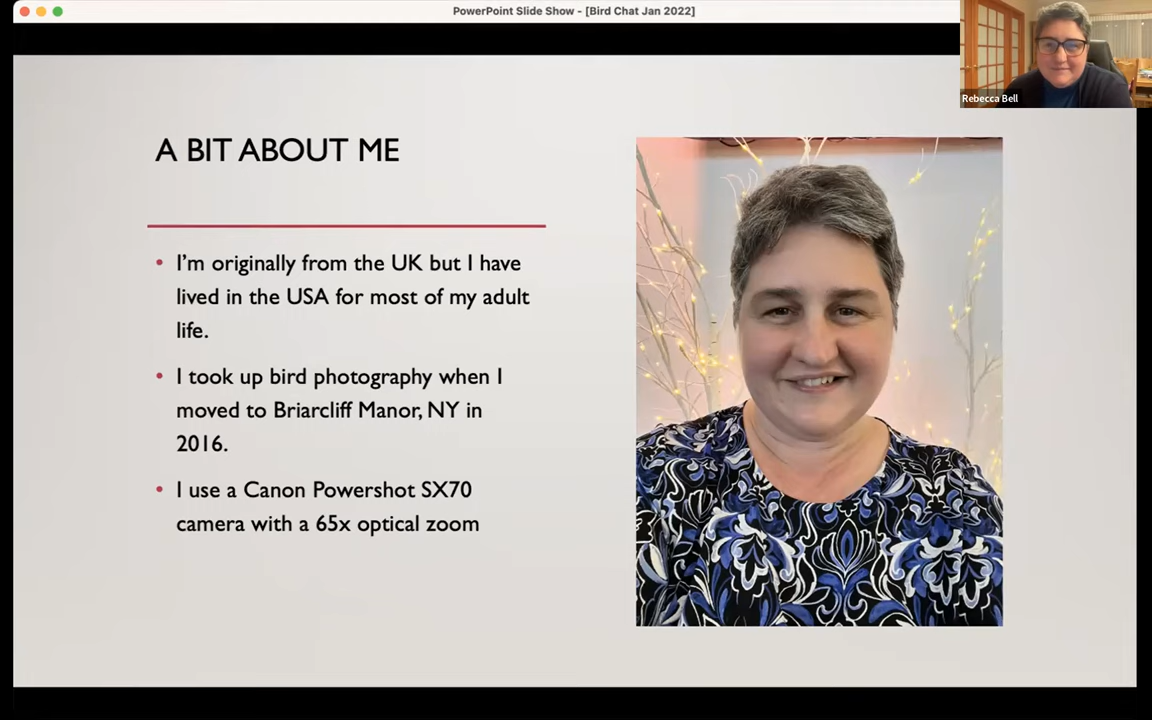 PowerPoint Slide Show - [Bird Chat Jan 2022]
Rebecca Bell
A BIT ABOUT ME
• I'm originally from the UK but I have
lived in the USA for most of my adult
life.
• I took up bird photography when I
moved to Briarcliff Manor, NY in
2016.
• I use a Canon Powershot SX70
camera with a 65x optical zoom